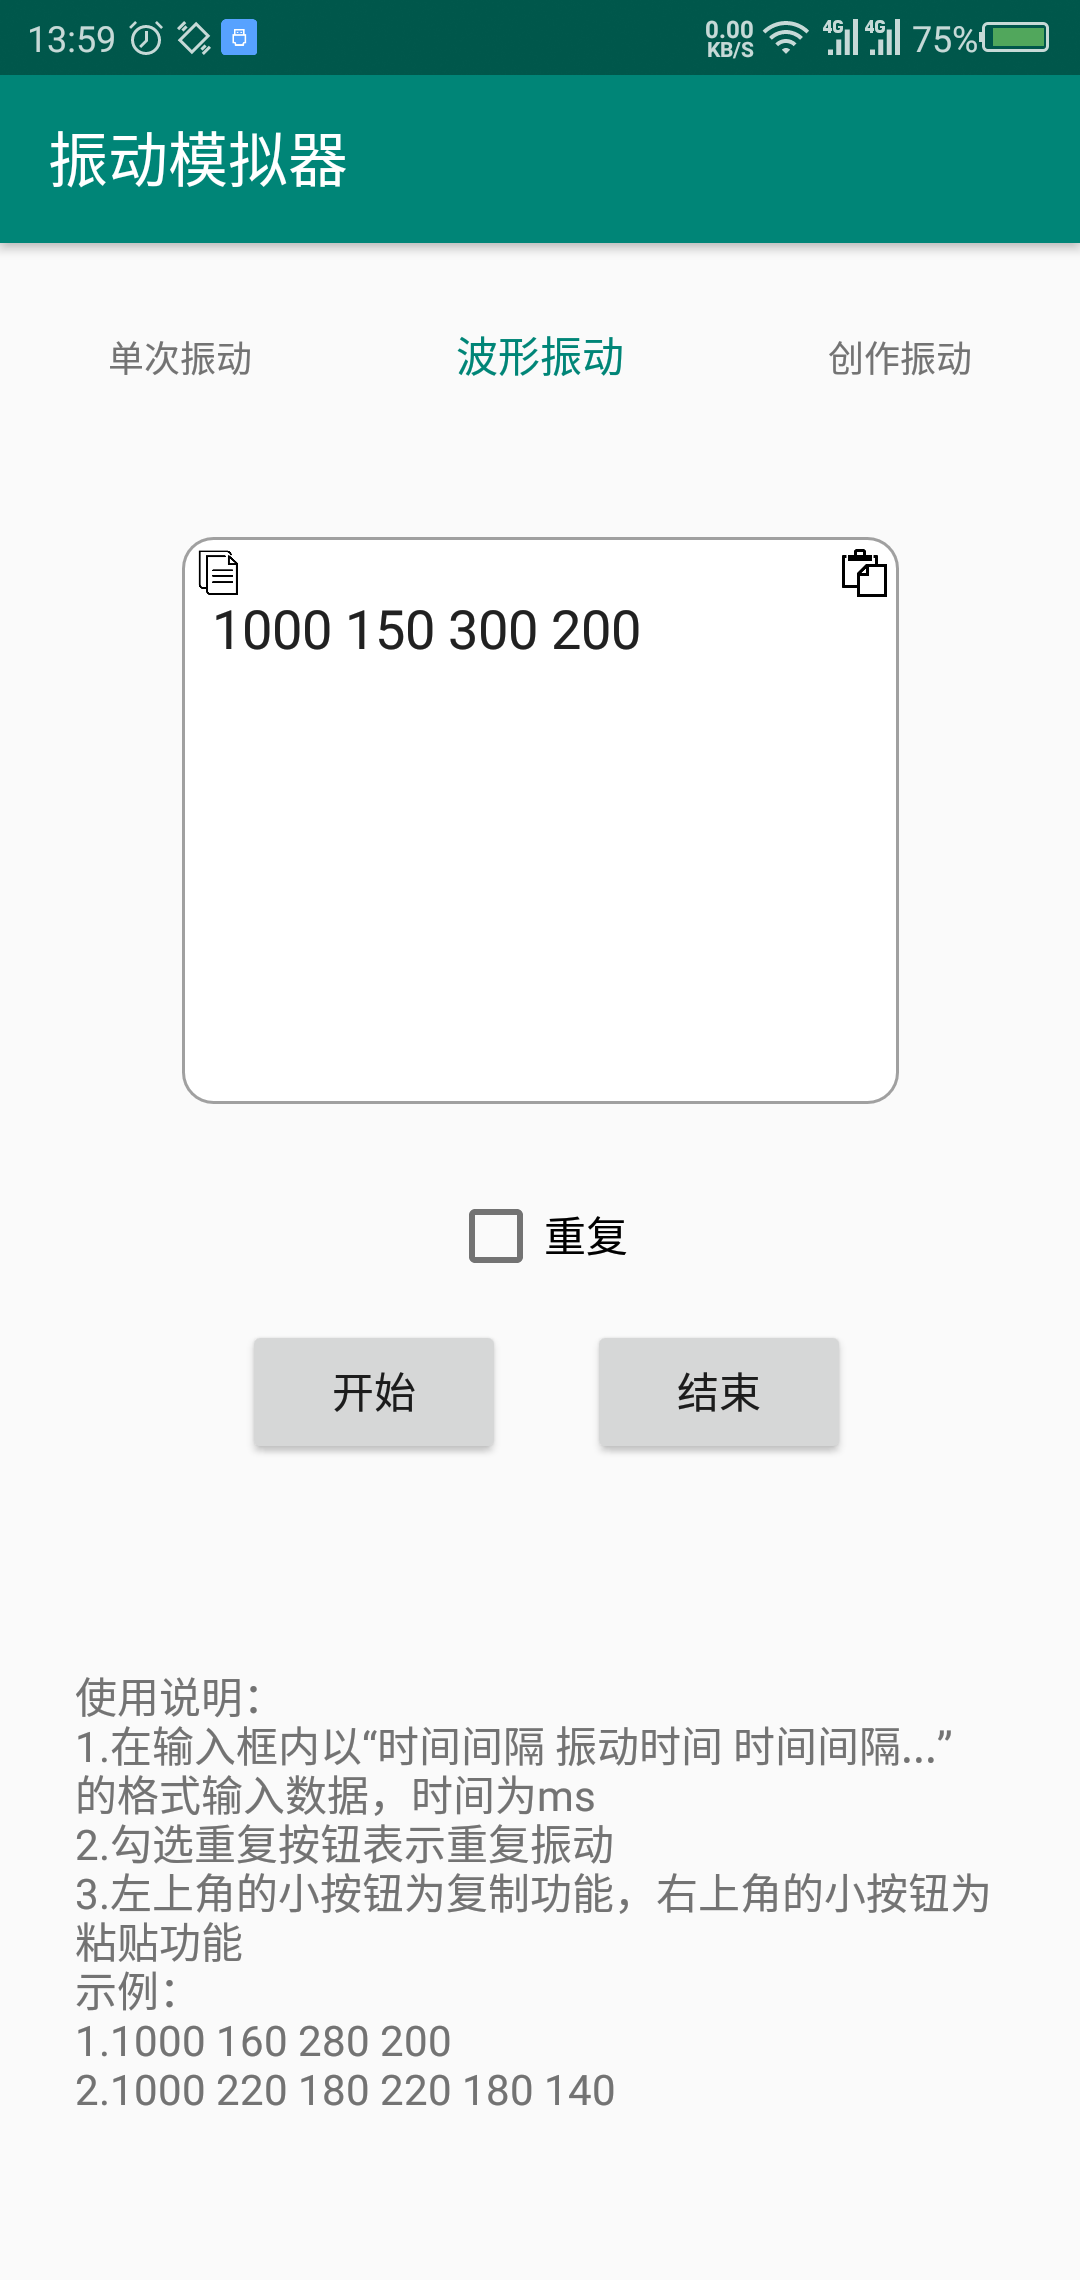 13:59
0.00
KB/S
4G 4G
75%
振动模拟器
单次振动 波形振动 创作振动
1000 150 300 200
重复
开始 结束
使用说明：
1.在输入框内以“时间间隔 振动时间 时间间隔...”
的格式输入数据，时间为ms
2.勾选重复按钮表示重复振动
3.左上角的小按钮为复制功能，右上角的小按钮为
粘贴功能
示例：
1.1000 160 280 200
2.1000 220 180 220 180 140